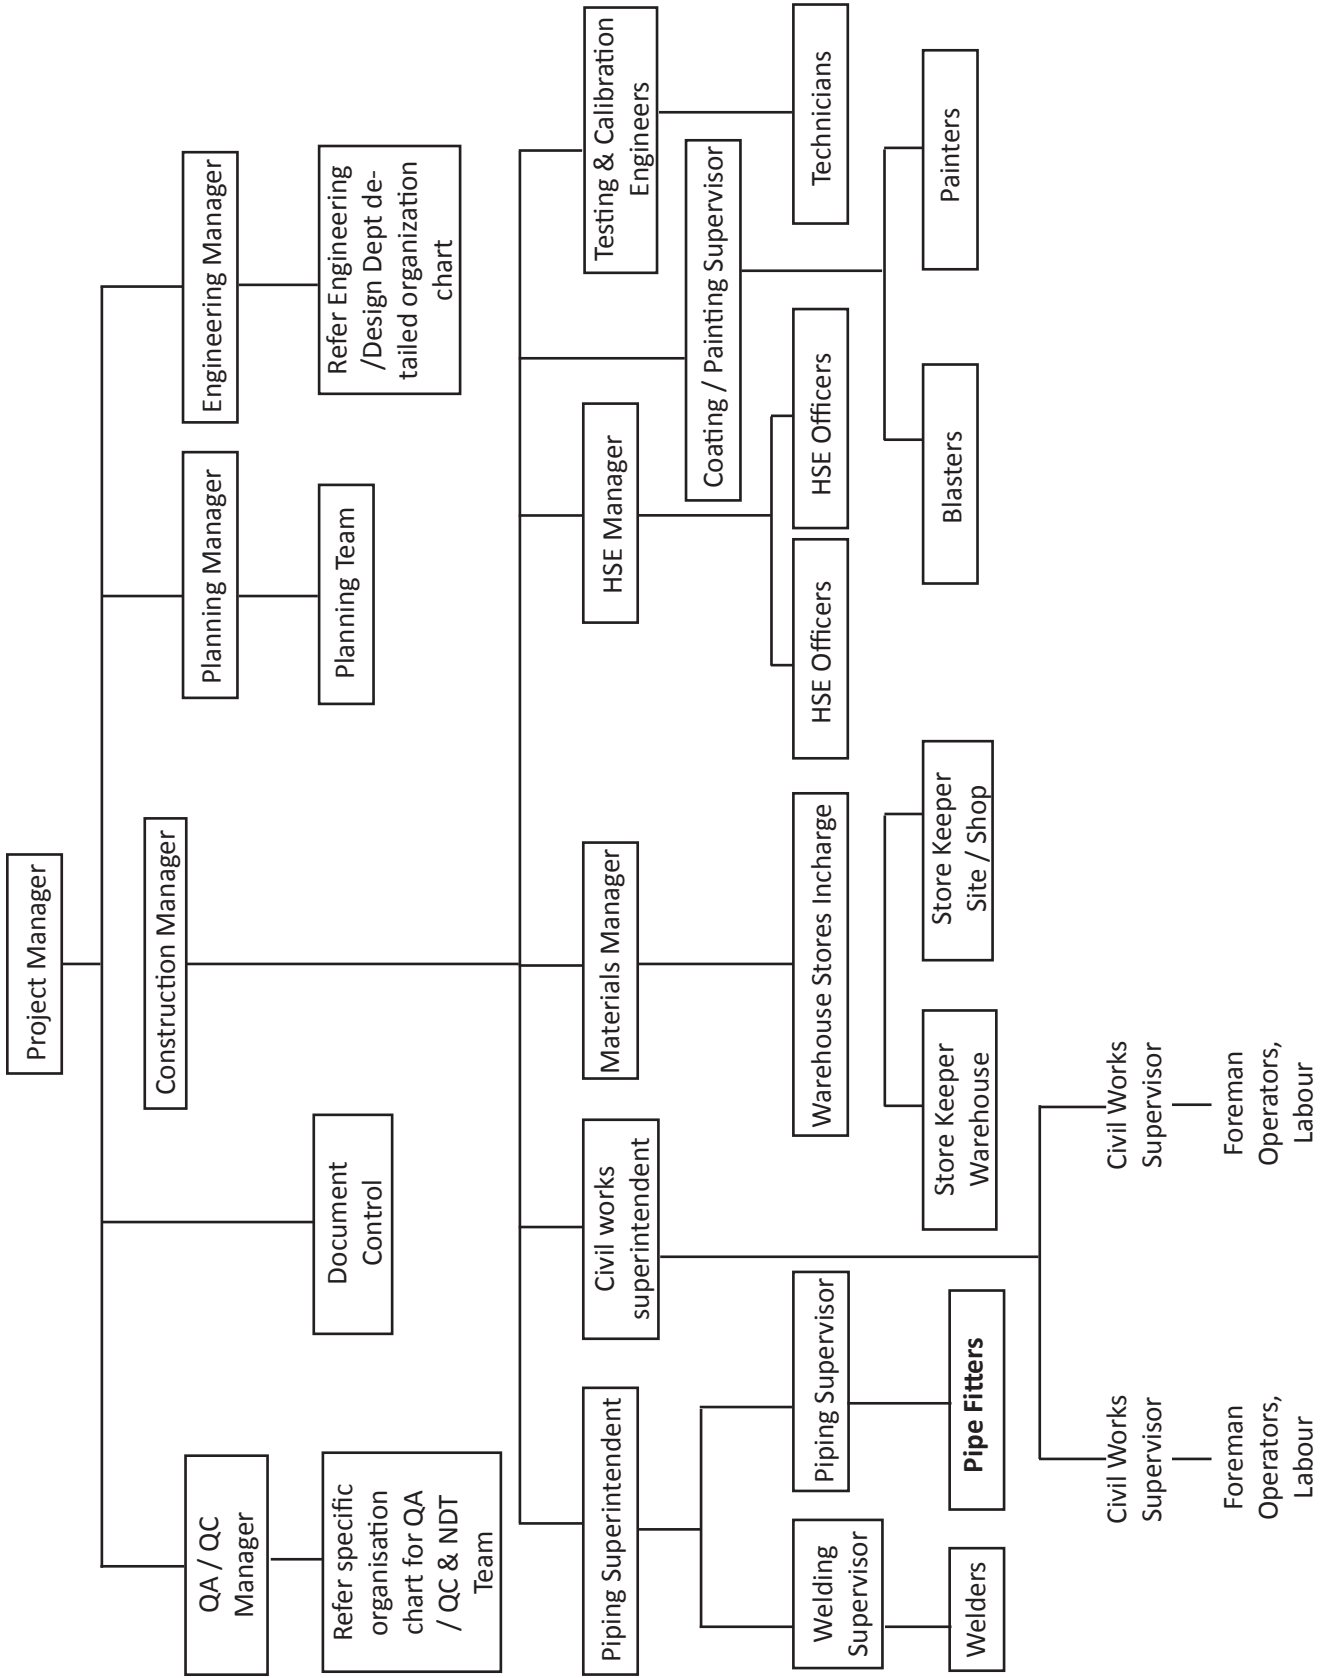 Project Manager
QA / QC
Manager
Document
Control
Construction Manager
Planning Manager
Engineering Manager
Refer specific
organisation
chart for QA
/ QC & NDT
Team
Planning Team
Refer Engineering
/Design Dept de-
tailed organization
chart
Piping Superintendent
Civil works
superintendent
Materials Manager
HSE Manager
Coating / Painting Supervisor
Testing & Calibration
Engineers
Welding
Supervisor
Piping Supervisor
Warehouse Stores Incharge
HSE Officers
HSE Officers
Technicians
Welders
Pipe Fitters
Store Keeper
Warehouse
Store Keeper
Site / Shop
Blasters
Painters
Civil Works
Supervisor
Civil Works
Supervisor
Foreman
Operators,
Labour
Foreman
Operators,
Labour